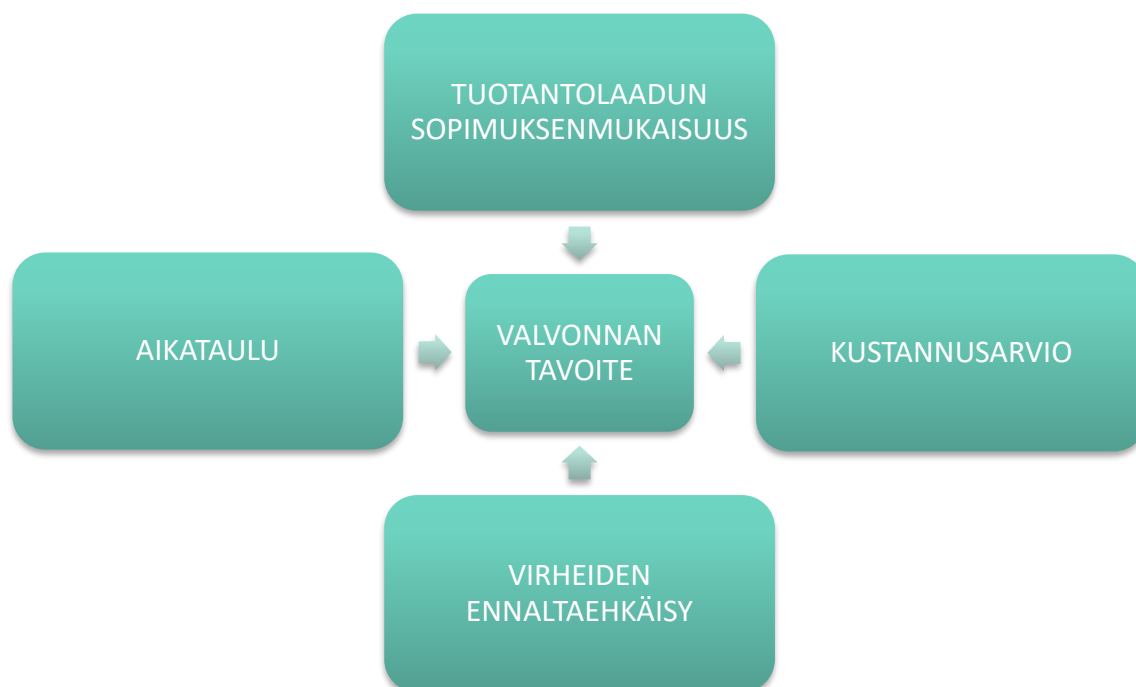 TUOTANTOLAADUN
SOPIMUKSENMUKAISUUS
AIKATAULU
VALVONNAN
TAVOITE
KUSTANNUSARVIO
VIRHEIDEN
ENNALTAEHKÄISY